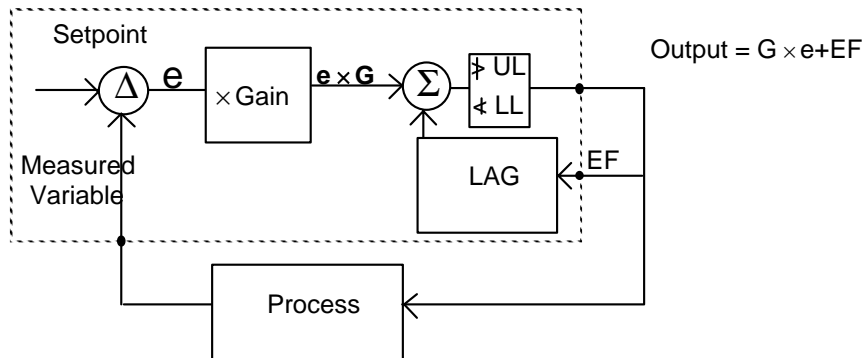 Setpoint
Δ
e
× Gain
e × G
Σ
≯ UL
≮ LL
Output = G × e+EF
Measured
Variable
LAG
EF
Process